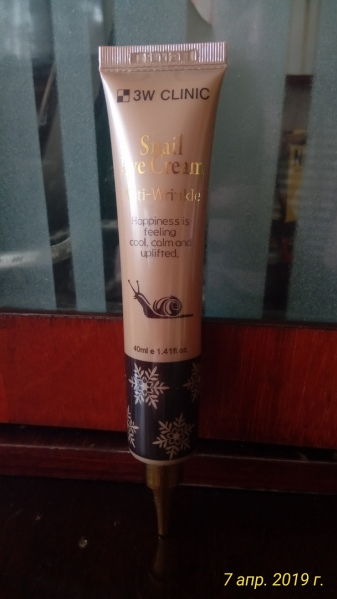 3W CLINIC
Snail
Eye Cream
Anti-Wrinkle
Happiness is
feeling
cool, calm and
uplifted.
40ml e 1.41fl.oz.
7 апр. 2019 г.